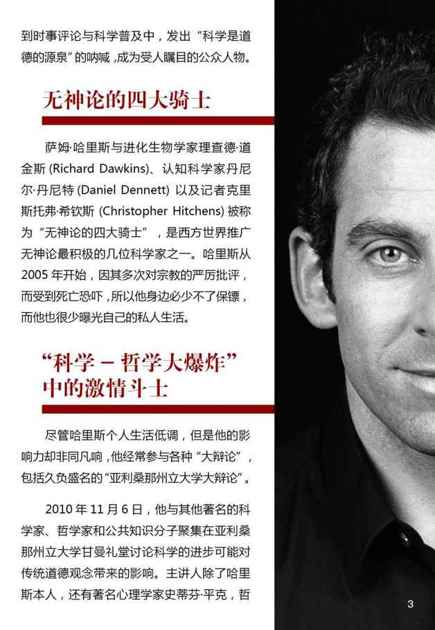 到时事评论与科学普及中，发出“科学是道
德的源泉”的呐喊，成为受人瞩目的公众人物。
无神论的四大骑士
萨姆·哈里斯与进化生物学家理查德·道
金斯 (Richard Dawkins)、认知科学家丹尼
尔·丹尼特 (Daniel Dennett) 以及记者克里
斯托弗·希钦斯 (Christopher Hitchens) 被称
为“无神论的四大骑士”，是西方世界推广
无神论最积极的几位科学家之一。哈里斯从
2005 年开始，因其多次对宗教的严厉批评，
而受到死亡恐吓，所以他身边必少不了保镖，
而他也很少曝光自己的私人生活。
“科学 – 哲学大爆炸”
中的激情斗士
尽管哈里斯个人生活低调，但是他的影
响力却非同凡响，他经常参与各种“大辩论”，
包括久负盛名的“亚利桑那州立大学大辩论”。
2010 年 11 月 6 日，他与其他著名的科
学家、哲学家和公共知识分子聚集在亚利桑
那州立大学甘曼礼堂讨论科学的进步可能对
传统道德观念带来的影响。主讲人除了哈里
斯本人，还有著名心理学家史蒂芬·平克，哲
3